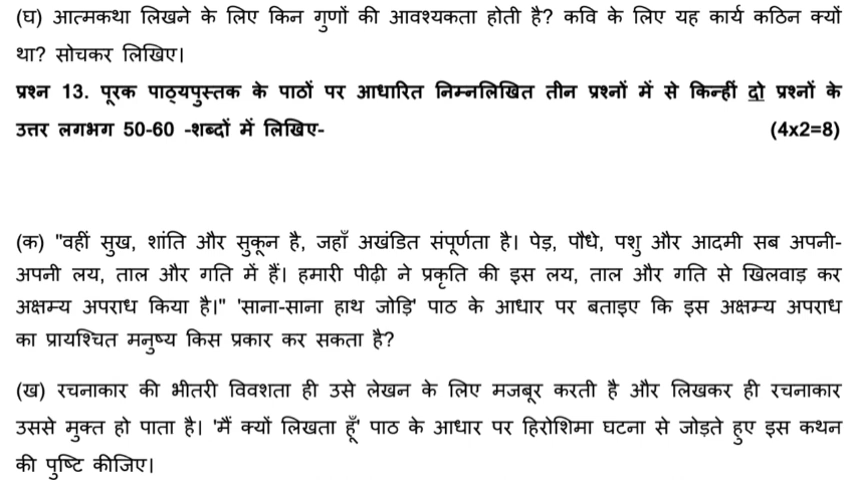 (घ) आत्मकथा लिखने के लिए किन गुणों की आवश्यकता होती है? कवि के लिए यह कार्य कठिन क्यों
था? सोचकर लिखिए।
प्रश्न 13. पूरक पाठ्यपुस्तक के पाठों पर आधारित निम्नलिखित तीन प्रश्नों में से किन्हीं दो प्रश्नों के
उत्तर लगभग 50-60 -शब्दों में लिखिए- (4x2=8)
(क) "वहीं सुख, शांति और सुकून है, जहाँ अखंडित संपूर्णता है। पेड़, पौधे, पशु और आदमी सब अपनी-
अपनी लय, ताल और गति में हैं। हमारी पीढ़ी ने प्रकृति की इस लय, ताल और गति से खिलवाड़ कर
अक्षम्य अपराध किया है।" 'साना-साना हाथ जोड़ि' पाठ के आधार पर बताइए कि इस अक्षम्य अपराध
का प्रायश्चित मनुष्य किस प्रकार कर सकता है?
(ख) रचनाकार की भीतरी विवशता ही उसे लेखन के लिए मजबूर करती है और लिखकर ही रचनाकार
उससे मुक्त हो पाता है। 'मैं क्यों लिखता हूँ' पाठ के आधार पर हिरोशिमा घटना से जोड़ते हुए इस कथन
की पुष्टि कीजिए।